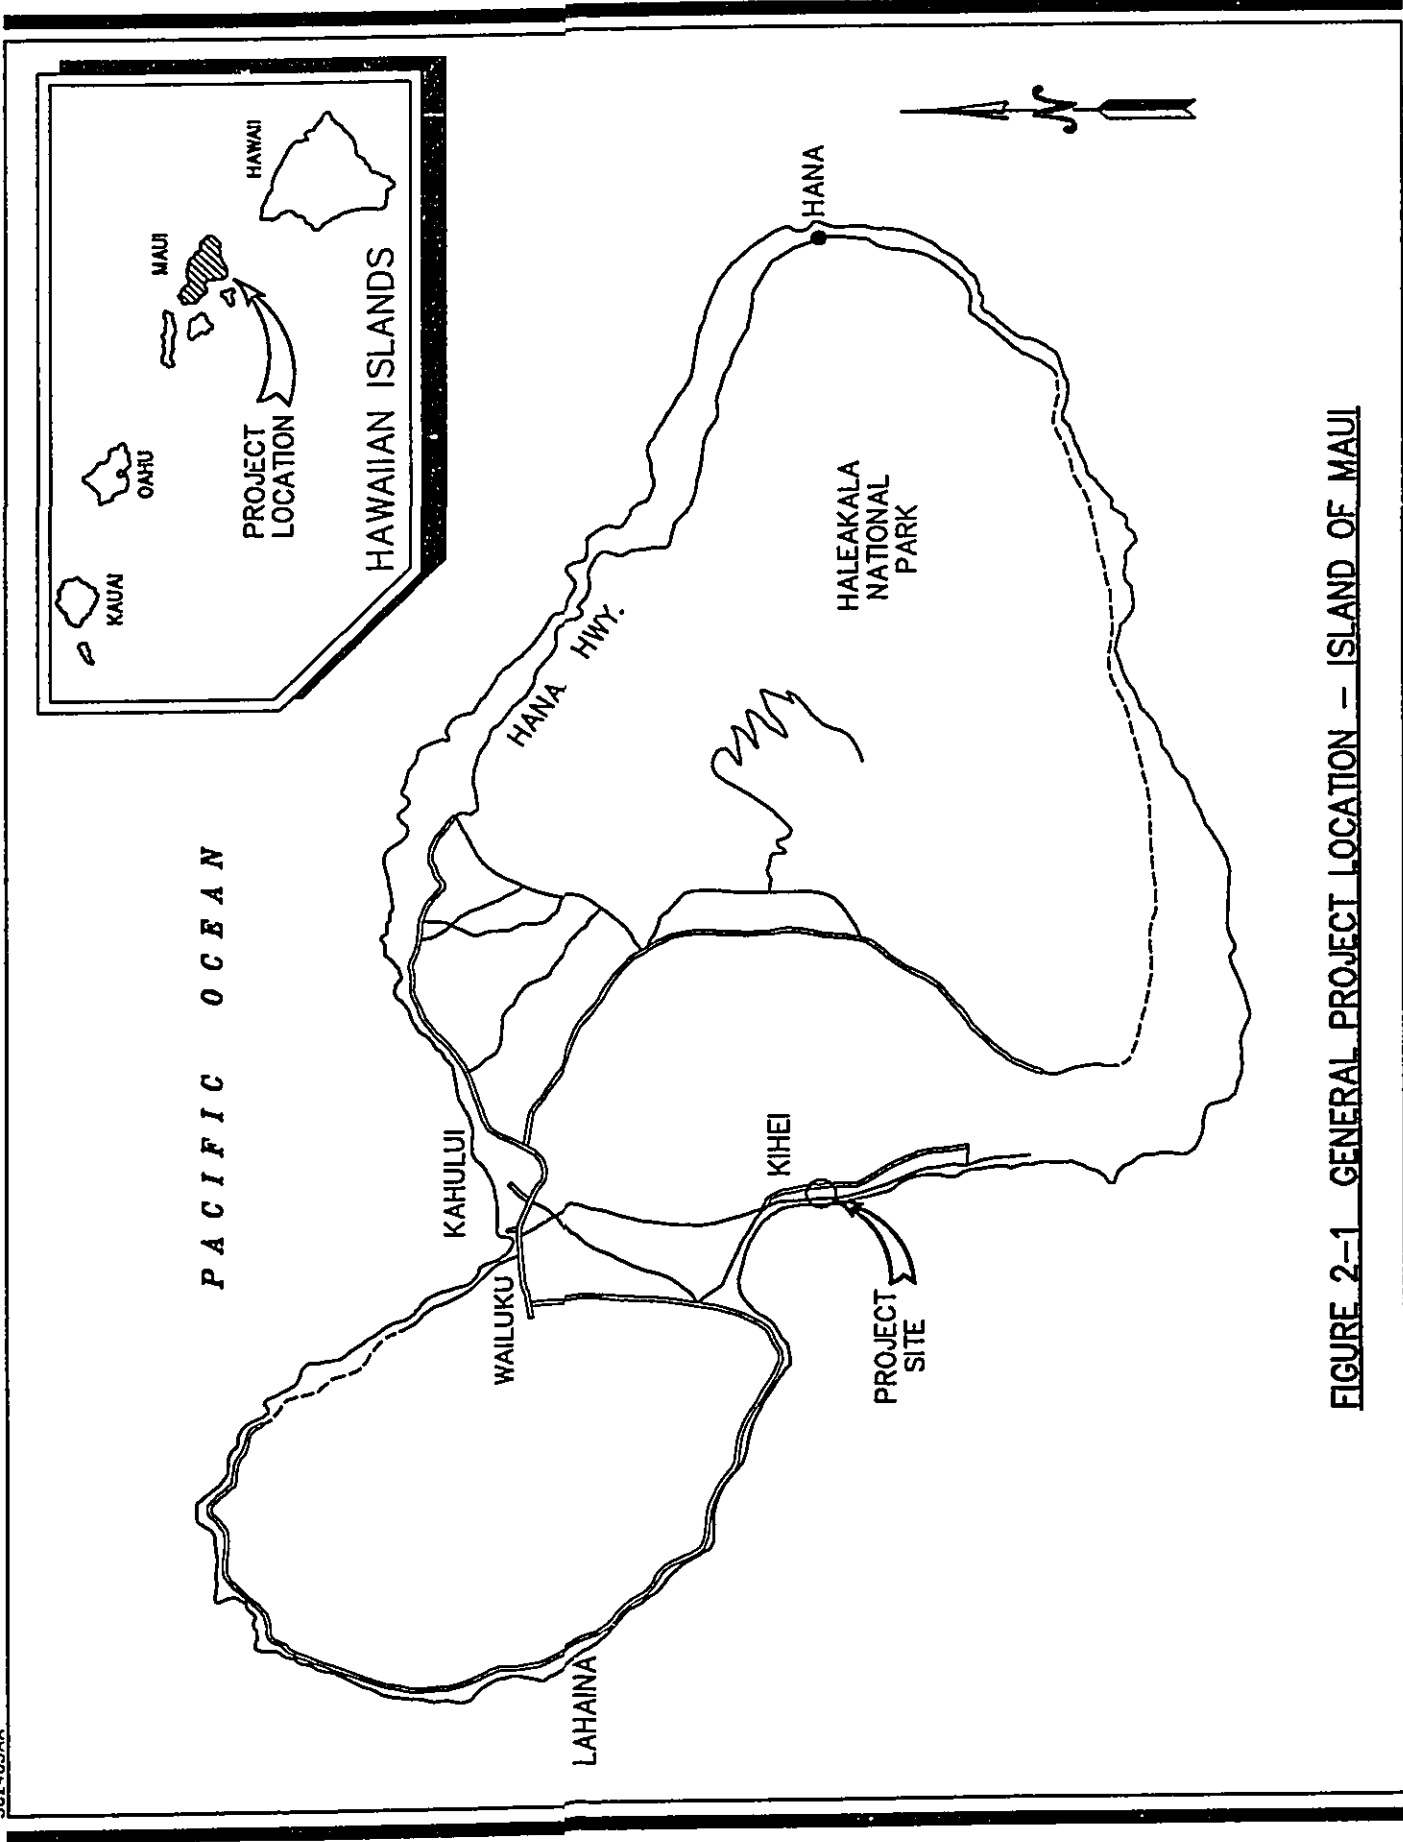 KAUAI
OAHU
MAUI
HAWAII
PROJECT
LOCATION
HAWAIIAN ISLANDS
PACIFIC OCEAN
N
HANA HWY.
HANA
KAHULUI
WAILUKU
HALEAKALA
NATIONAL
PARK
KIHEI
LAHAINA
PROJECT
SITE
FIGURE 2-1 GENERAL PROJECT LOCATION - ISLAND OF MAUI